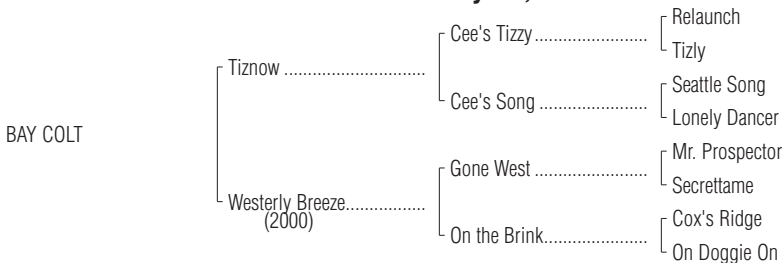 Relaunch
Cee's Tizzy........................
Tizly
Tiznow ..............................
Seattle Song
Cee's Song .......................
Lonely Dancer
BAY COLT
Mr. Prospector
Gone West ........................
Secrettame
Westerly Breeze.................
(2000)
Cox's Ridge
On the Brink......................
On Doggie On